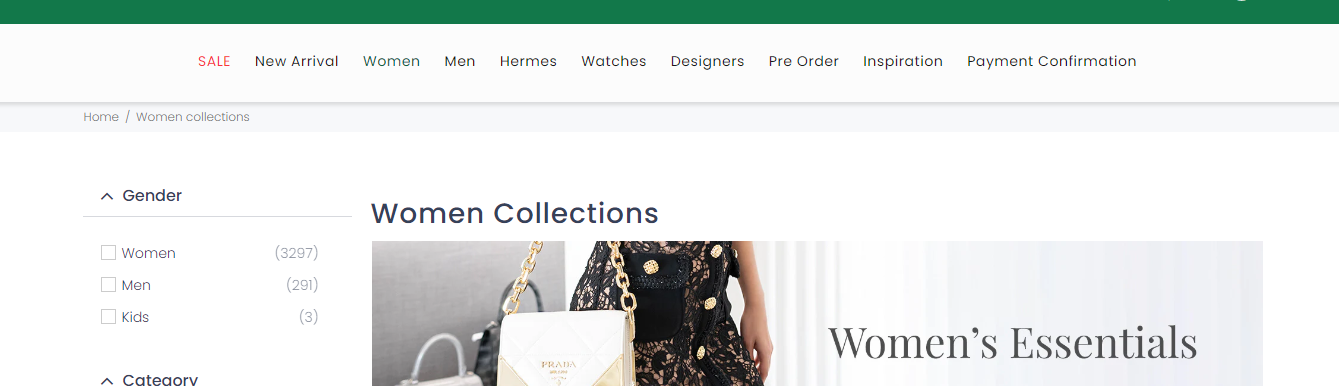 SALE New Arrival Women Men Hermes Watches Designers Pre Order Inspiration Payment Confirmation
Home / Women collections
Gender
Women (3297)
Men (291)
Kids (3)
Category
Women Collections
PRADA
Women’s Essentials